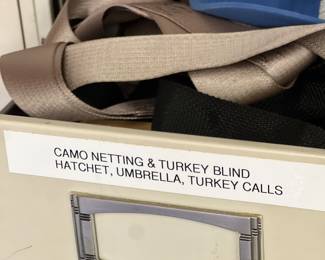 CAMO NETTING & TURKEY BLIND
HATCHET, UMBRELLA, TURKEY CALLS